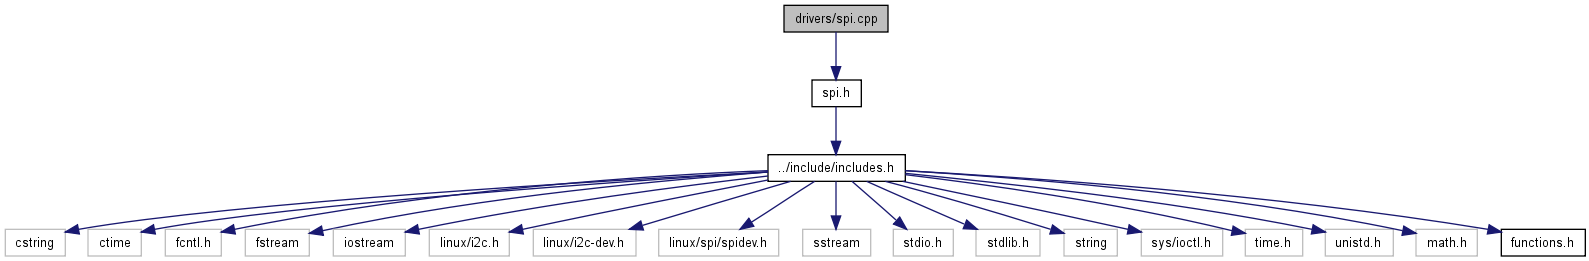 drivers/spi.cpp
spi.h
../include/includes.h
cstring
ctime
fcntl.h
fstream
iostream
linux/i2c.h
linux/i2c-dev.h
linux/spi/spidev.h
sstream
stdio.h
stdlib.h
string
sys/ioctl.h
time.h
unistd.h
math.h
functions.h